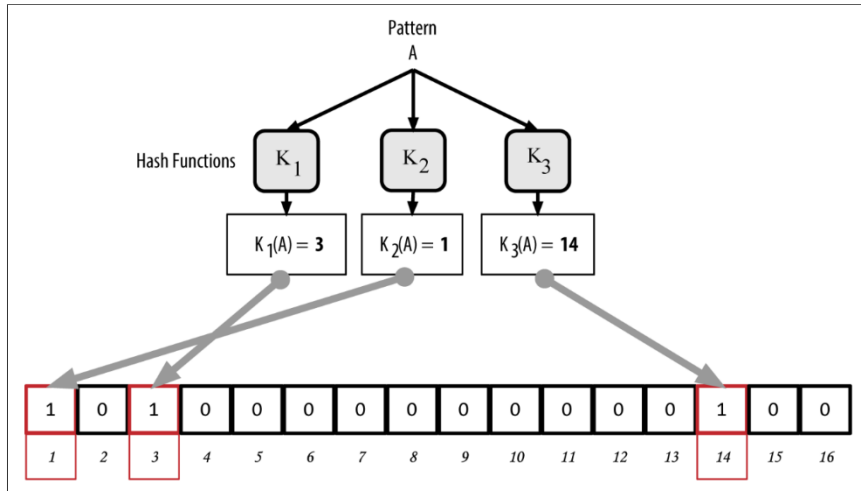 Pattern
A
Hash Functions K1 K2 K3
K1(A) = 3 K2(A) = 1 K3(A) = 14
1 0 1 0 0 0 0 0 0 0 0 0 0 1 0 0
1 2 3 4 5 6 7 8 9 10 11 12 13 14 15 16